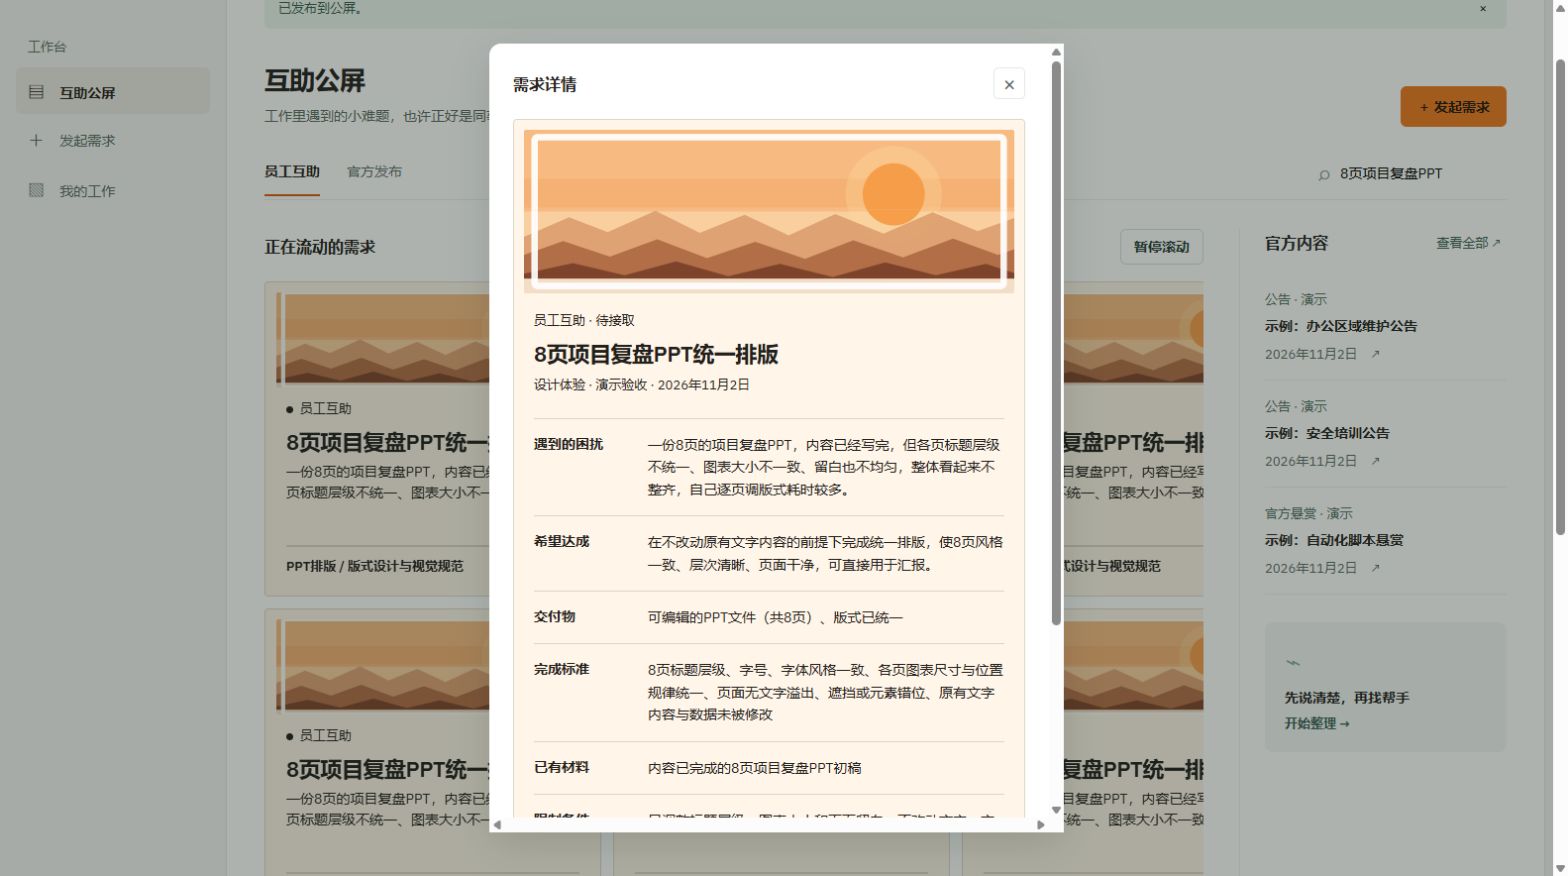 已发布到公屏。
×
工作台
互助公屏
发起需求
我的工作
互助公屏
工作里遇到的小难题，也许正好是同
+ 发起需求
员工互助
官方发布
8页项目复盘PPT
正在流动的需求
暂停滚动
员工互助
8页项目复盘PPT统一
一份8页的项目复盘PPT，内容已
页标题层级不统一、图表大小不一
PPT排版 / 版式设计与视觉规范
员工互助
8页项目复盘PPT统一
一份8页的项目复盘PPT，内容已
页标题层级不统一、图表大小不一
需求详情
×
员工互助 · 待接取
8页项目复盘PPT统一排版
设计体验 · 演示验收 · 2026年11月2日
遇到的困扰
一份8页的项目复盘PPT，内容已经写完，但各页标题层级
不统一、图表大小不一致、留白也不均匀，整体看起来不
整齐，自己逐页调版式耗时较多。
希望达成
在不改动原有文字内容的前提下完成统一排版，使8页风格
一致、层次清晰、页面干净，可直接用于汇报。
交付物
可编辑的PPT文件（共8页）、版式已统一
完成标准
8页标题层级、字号、字体风格一致、各页图表尺寸与位置
规律统一、页面无文字溢出、遮挡或元素错位、原有文字
内容与数据未被修改
已有材料
内容已完成的8页项目复盘PPT初稿
复盘PPT统一排
目复盘PPT，内容已经
统一、图表大小不一致
式设计与视觉规范
复盘PPT统一排
目复盘PPT，内容已经
统一、图表大小不一致
官方内容
查看全部 ↗
公告 · 演示
示例：办公区域维护公告
2026年11月2日 ↗
公告 · 演示
示例：安全培训公告
2026年11月2日 ↗
官方悬赏 · 演示
示例：自动化脚本悬赏
2026年11月2日 ↗
先说清楚，再找帮手
开始整理 →